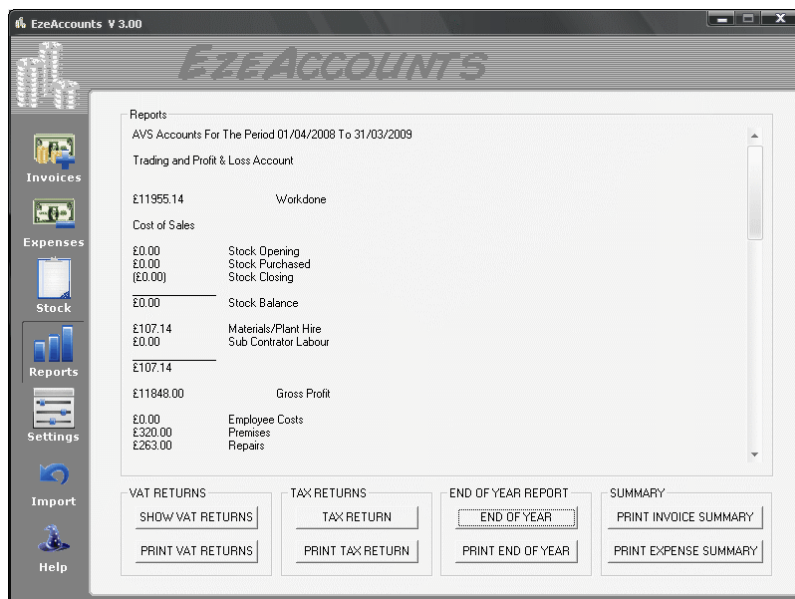 EzeAccounts V 3.00
EZEACCOUNTS
Invoices
Expenses
Stock
Reports
Settings
Import
Help
Reports
AVS Accounts For The Period 01/04/2008 To 31/03/2009
Trading and Profit & Loss Account
£11955.14 Workdone
Cost of Sales
£0.00 Stock Opening
£0.00 Stock Purchased
(£0.00) Stock Closing
£0.00 Stock Balance
£107.14 Materials/Plant Hire
£0.00 Sub Contrator Labour
£107.14
£11848.00 Gross Profit
£0.00 Employee Costs
£320.00 Premises
£263.00 Repairs
VAT RETURNS
SHOW VAT RETURNS
PRINT VAT RETURNS
TAX RETURNS
TAX RETURN
PRINT TAX RETURN
END OF YEAR REPORT
END OF YEAR
PRINT END OF YEAR
SUMMARY
PRINT INVOICE SUMMARY
PRINT EXPENSE SUMMARY